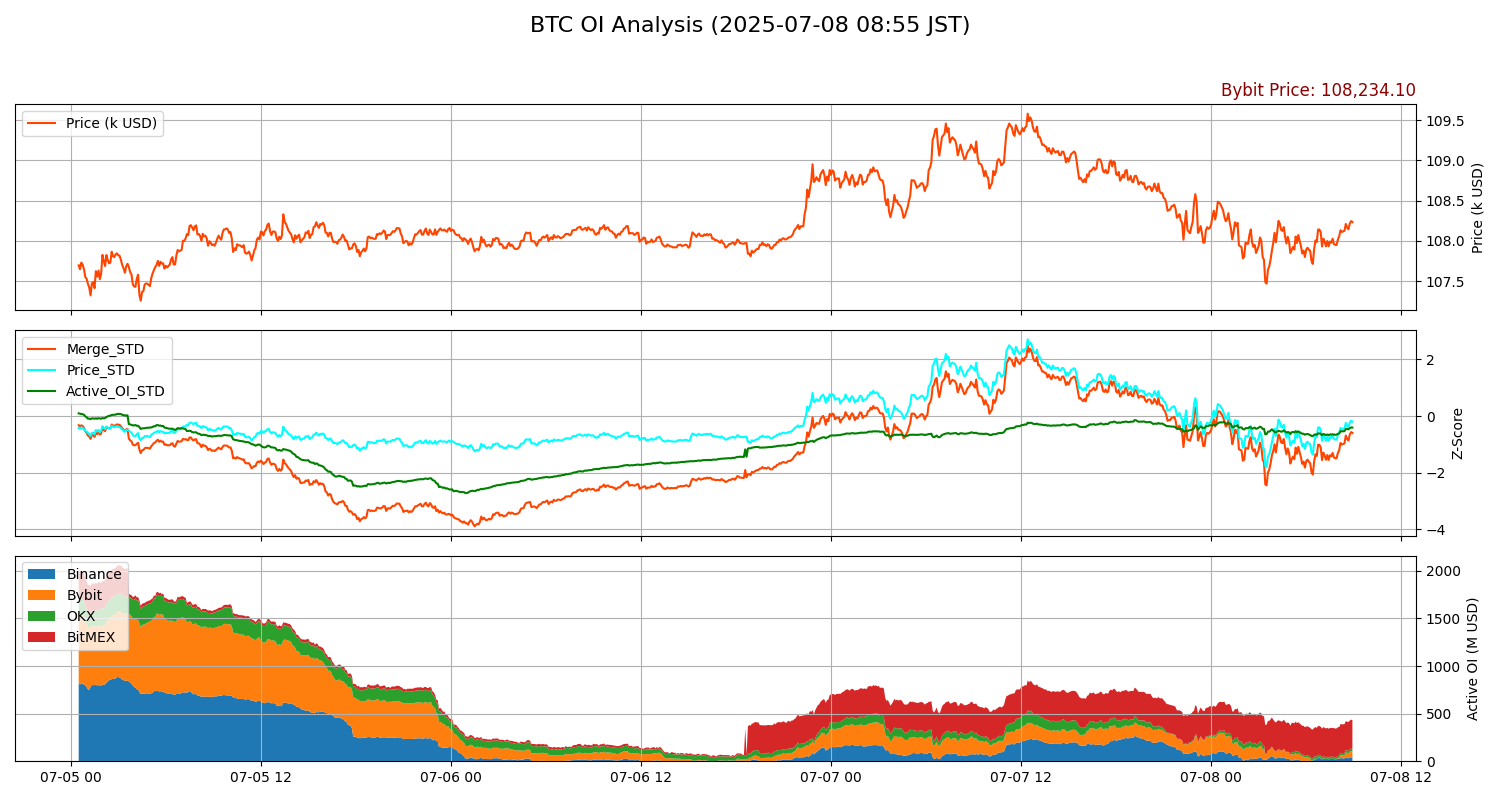 BTC OI Analysis (2025-07-08 08:55 JST)
Bybit Price: 108,234.10
Price (k USD)
109.5
109.0
108.5
108.0
107.5
Price (k USD)
Merge_STD
Price_STD
Active_OI_STD
2
0
−2
−4
Z-Score
Binance
Bybit
OKX
BitMEX
2000
1500
1000
500
0
Active OI (M USD)
07-05 00
07-05 12
07-06 00
07-06 12
07-07 00
07-07 12
07-08 00
07-08 12